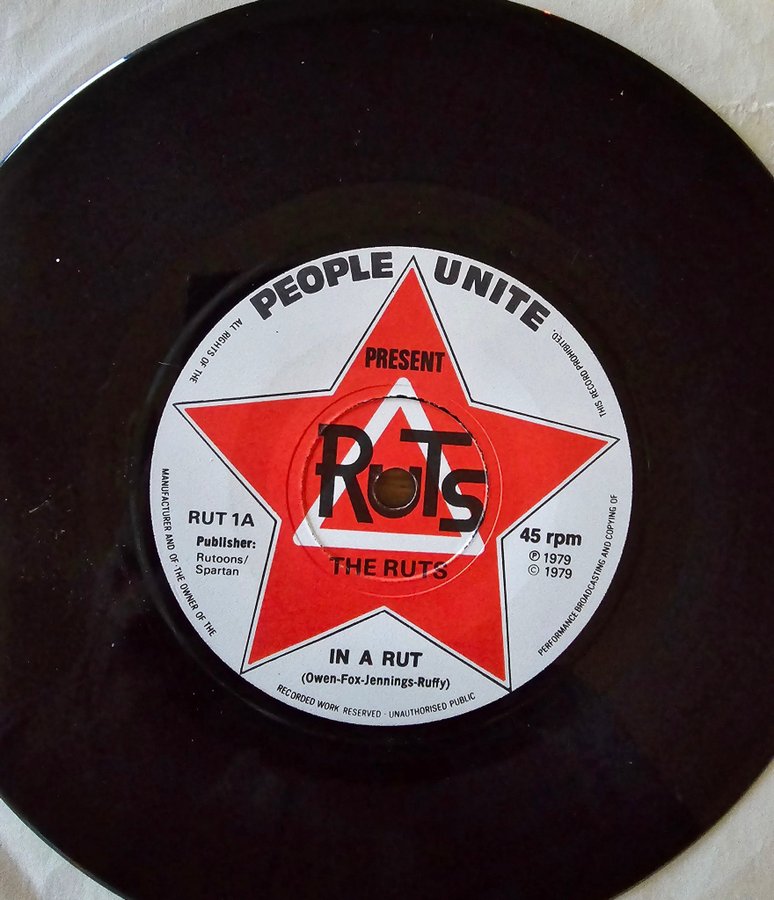 PEOPLE UNITE
PRESENT
RuTs
THE RUTS
RUT 1A
Publisher:
Rutoons/
Spartan
45 rpm
℗ 1979
© 1979
IN A RUT
(Owen-Fox-Jennings-Ruffy)
ALL RIGHTS OF THE
MANUFACTURER AND OF THE OWNER OF THE
RECORDED WORK RESERVED - UNAUTHORISED PUBLIC
PERFORMANCE BROADCASTING AND COPYING OF
THIS RECORD PROHIBITED.